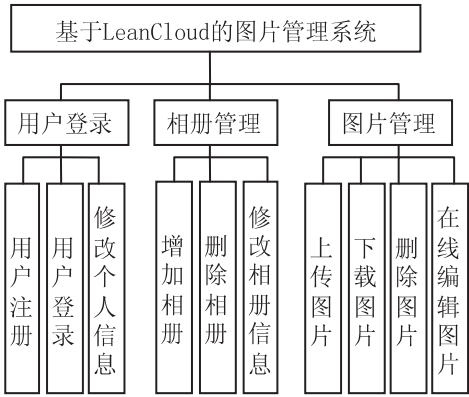 基于LeanCloud的图片管理系统
用户登录
相册管理
图片管理
用户注册
用户登录
修改个人信息
增加相册
删除相册
修改相册信息
上传图片
下载图片
删除图片
在线编辑图片